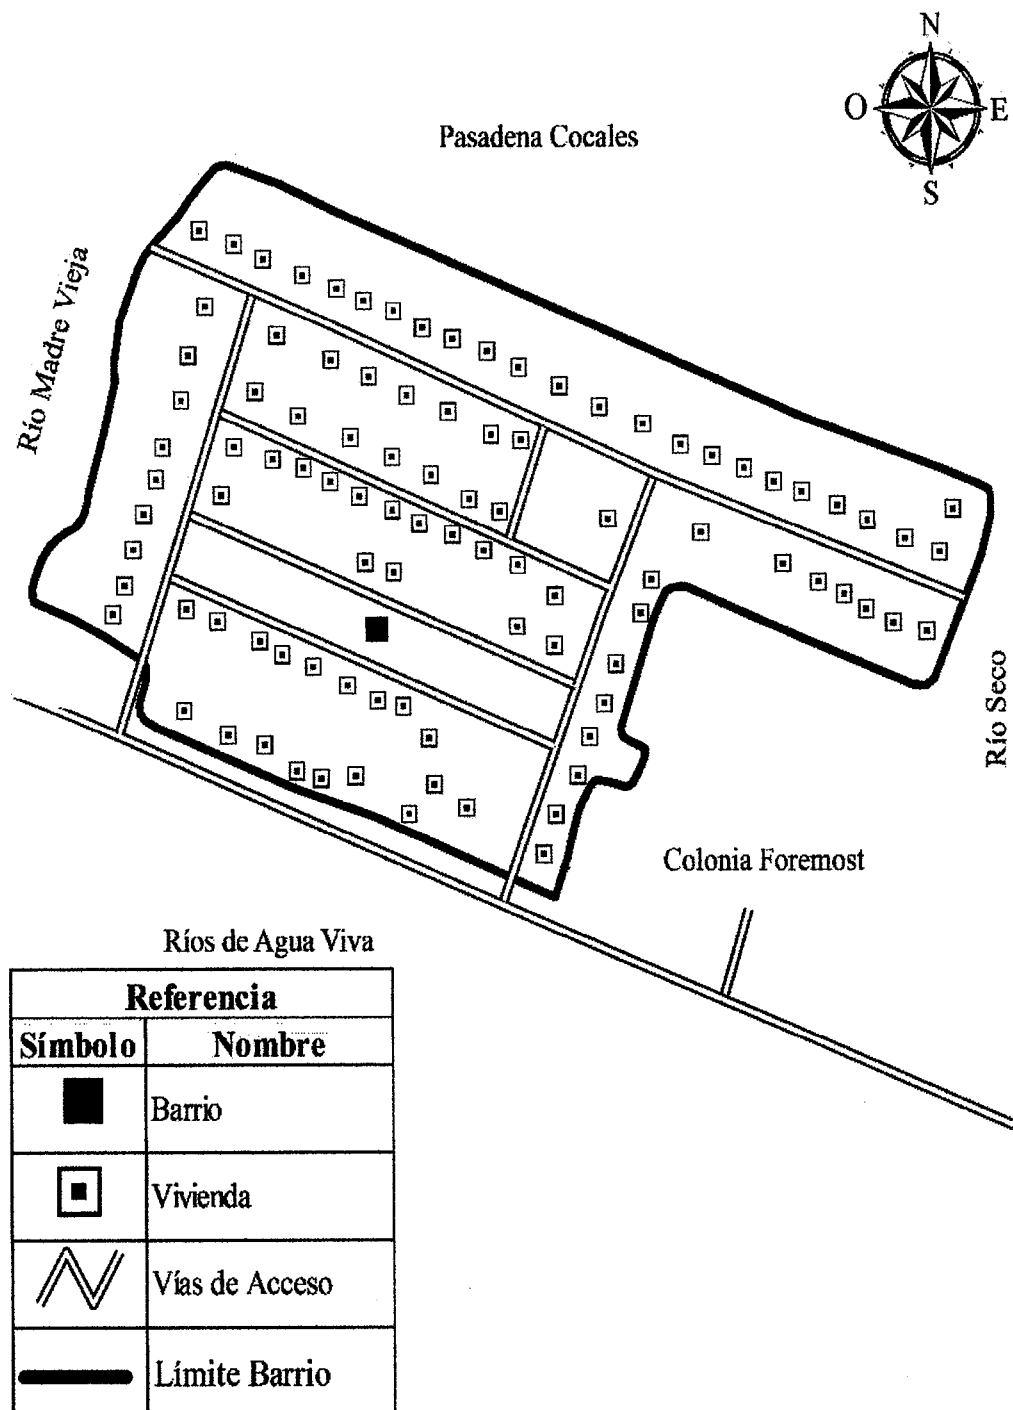 N
O
E
S
Pasadena Cocales
Río Madre Vieja
Río Seco
Colonia Foremost
Ríos de Agua Viva
Referencia
Símbolo Nombre
Barrio
Vivienda
Vías de Acceso
Límite Barrio